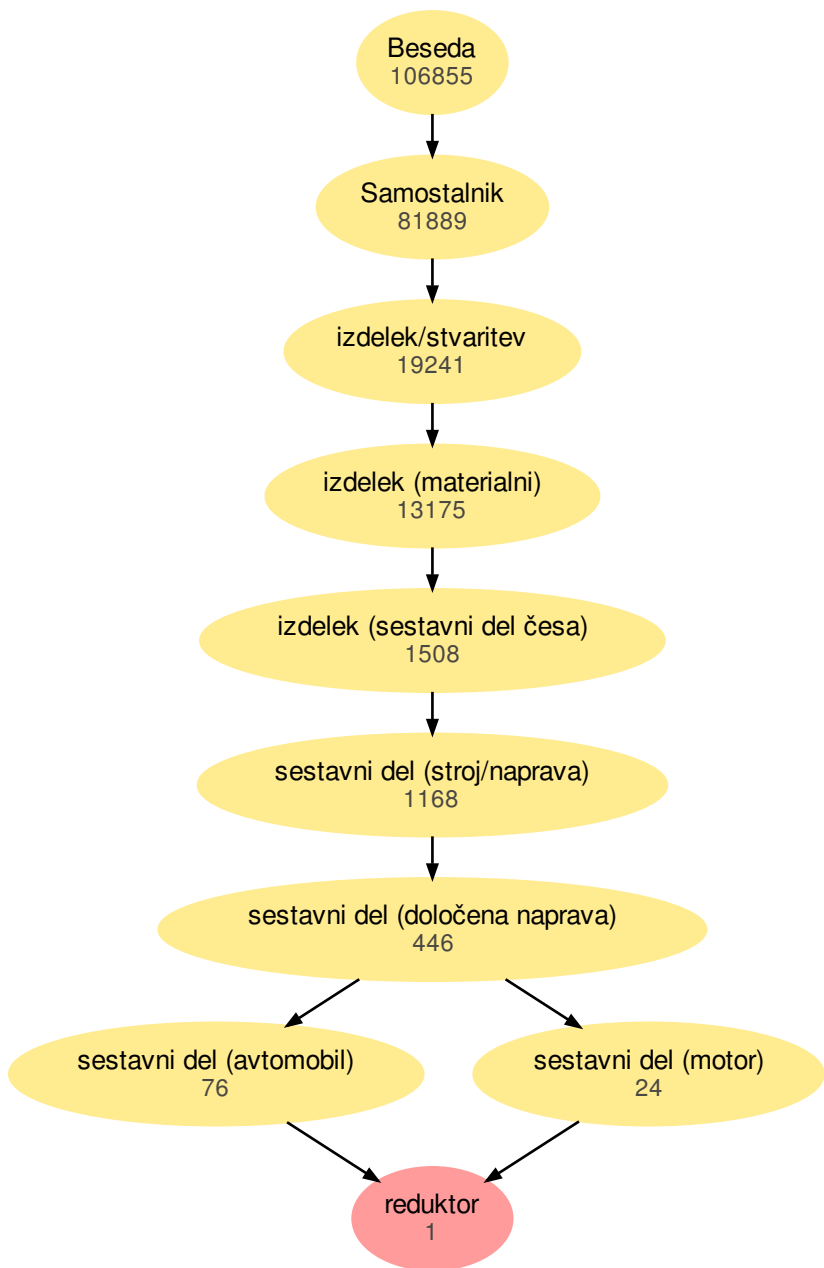 Beseda
106855
Samostalnik
81889
izdelek/stvaritev
19241
izdelek (materialni)
13175
izdelek (sestavni del česa)
1508
sestavni del (stroj/naprava)
1168
sestavni del (določena naprava)
446
sestavni del (avtomobil)
76
sestavni del (motor)
24
reduktor
1